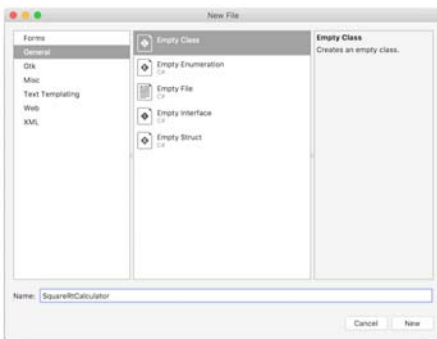 New File
Forms
General
Gtk
Misc
Text Templating
Web
XML
Empty Class
Empty Enumeration
C#
Empty File
C#
Empty Interface
C#
Empty Struct
C#
Empty Class
Creates an empty class.
Name: SquareRtCalculator
Cancel New